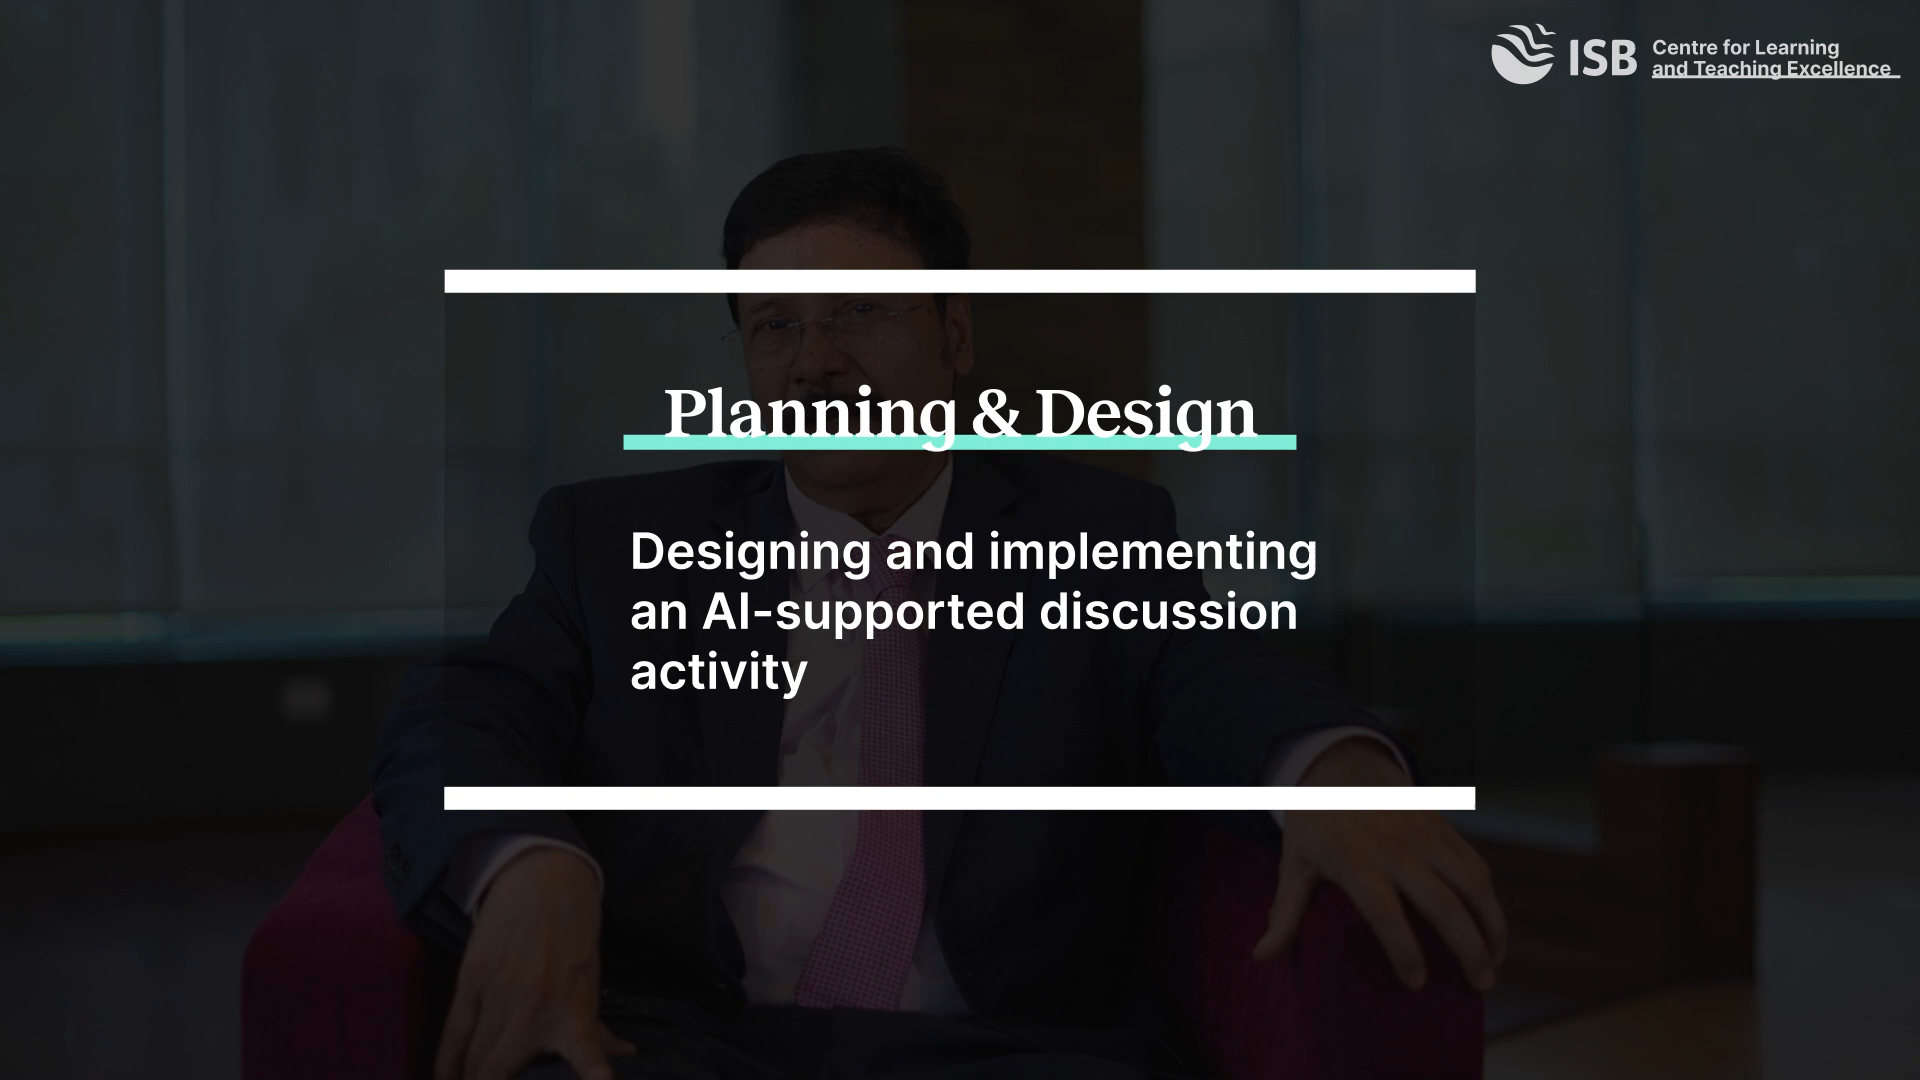 ISB
Centre for Learning
and Teaching Excellence
Planning & Design
Designing and implementing
an AI-supported discussion
activity